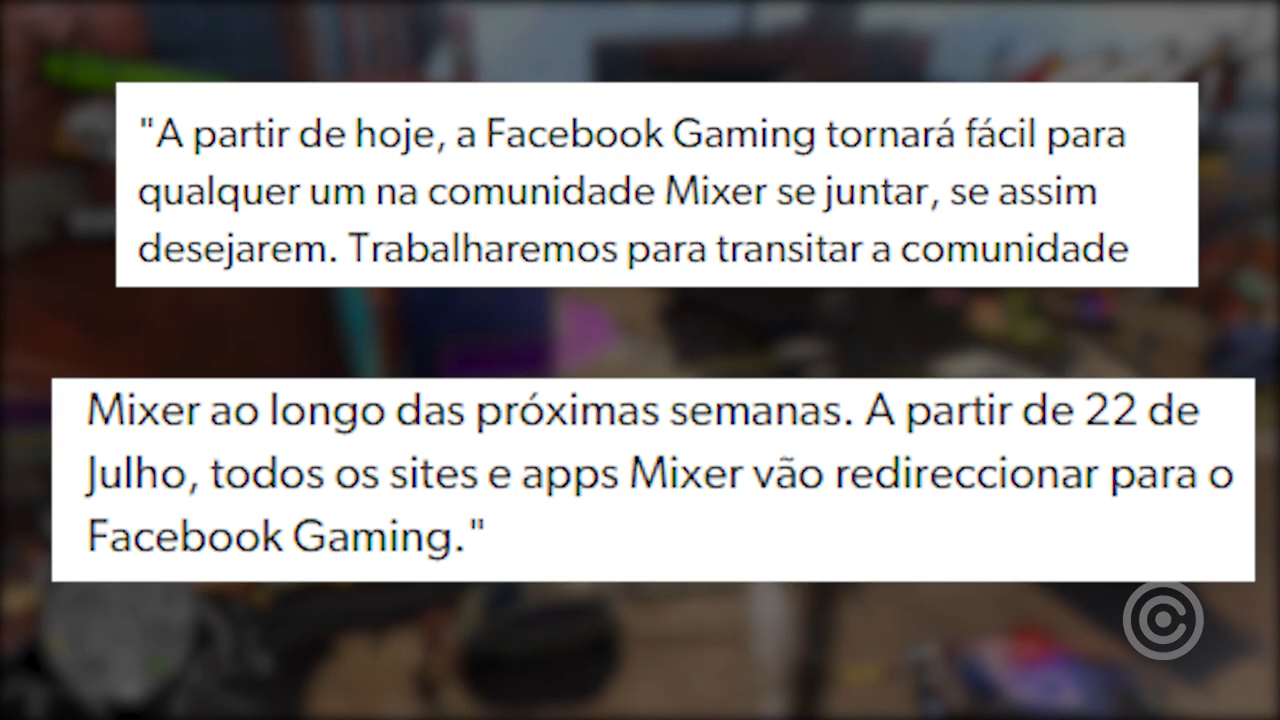 "A partir de hoje, a Facebook Gaming tornará fácil para
qualquer um na comunidade Mixer se juntar, se assim
desejarem. Trabalharemos para transitar a comunidade
Mixer ao longo das próximas semanas. A partir de 22 de
Julho, todos os sites e apps Mixer vão redireccionar para o
Facebook Gaming."